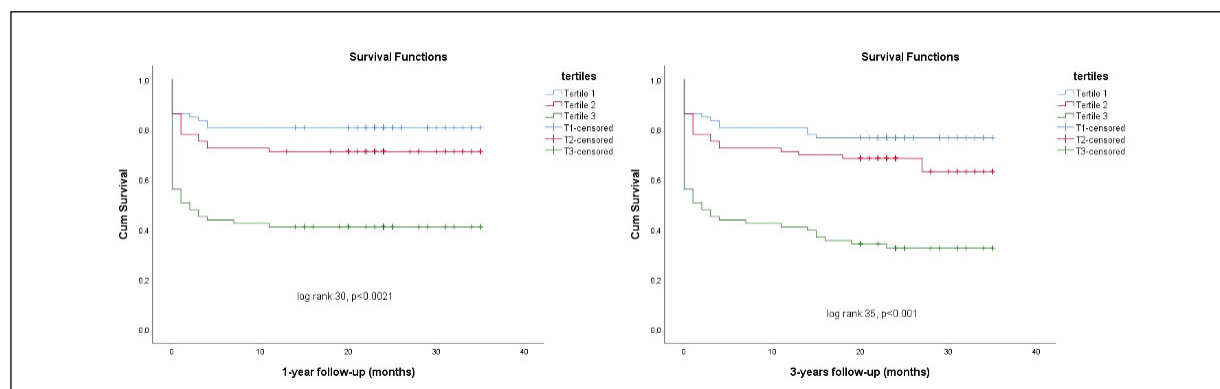 Survival Functions
1,0
0,8
0,6
0,4
0,2
0,0
Cum Survival
0
10
20
30
40
1-year follow-up (months)
log rank:30, p<0.0021
tertiles
Tertile 1
Tertile 2
Tertile 3
T1-censored
T2-censored
T3-censored
Survival Functions
1,0
0,8
0,6
0,4
0,2
0,0
Cum Survival
0
10
20
30
40
3-years follow-up (months)
log rank:35, p<0.001
tertiles
Tertile 1
Tertile 2
Tertile 3
T1-censored
T2-censored
T3-censored